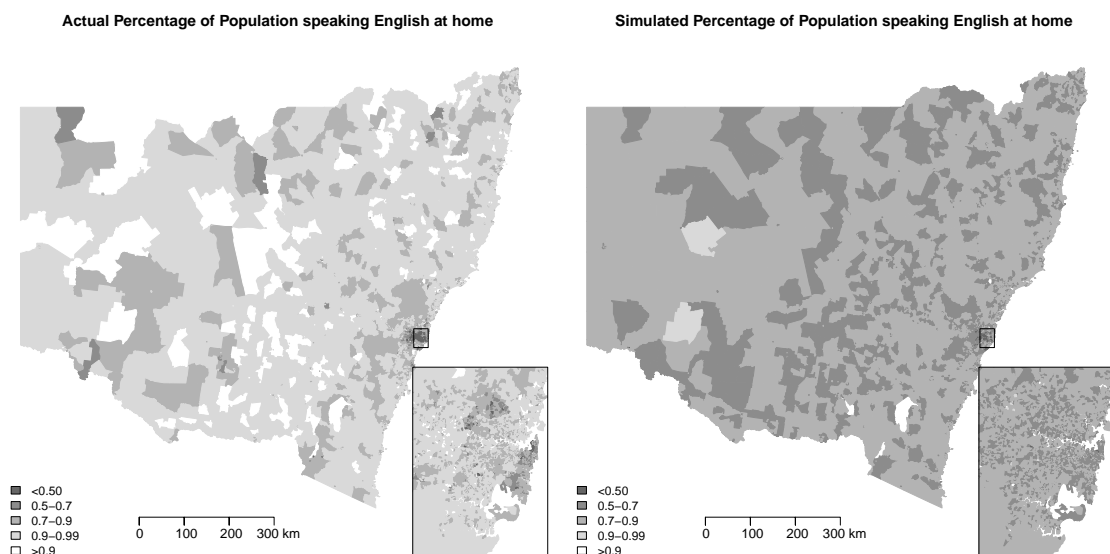 Actual Percentage of Population speaking English at home
<0.50
0.5−0.7
0.7−0.9
0.9−0.99
>0.9
0 100 200 300 km
Simulated Percentage of Population speaking English at home
<0.50
0.5−0.7
0.7−0.9
0.9−0.99
>0.9
0 100 200 300 km